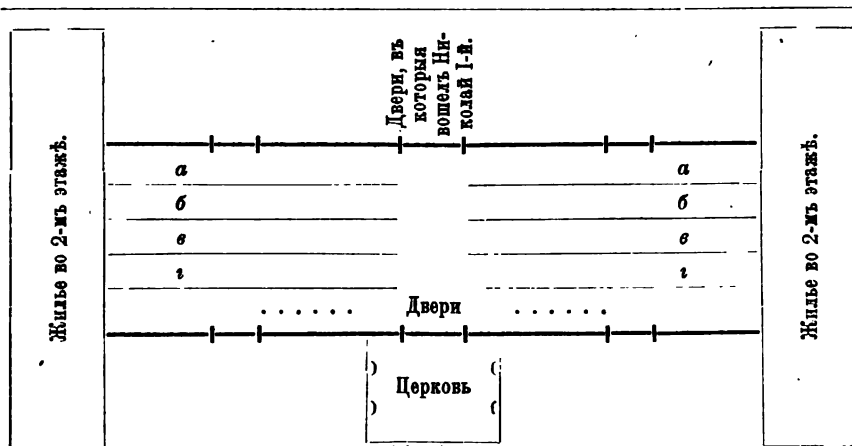 Двери, въ
которыя
вошелъ Ни-
колай I-й.
Жилье во 2-мъ этажѣ.
Жилье во 2-мъ этажѣ.
а а
б б
в в
г г
Двери
Церковь